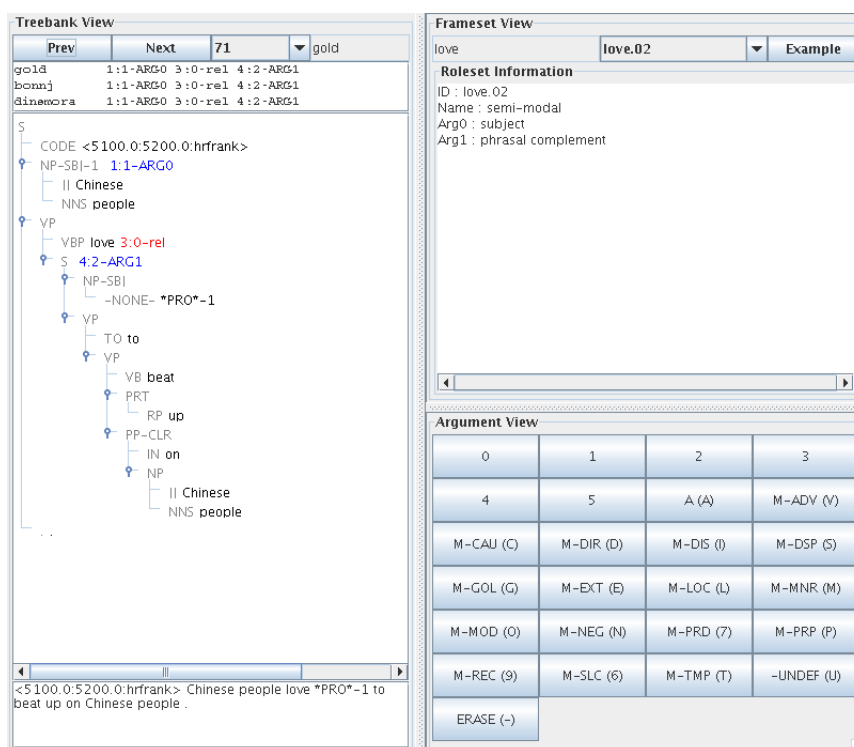 Treebank View
Prev Next 71 gold
gold 1:1-ARG0 3:0-rel 4:2-ARG1
bonnj 1:1-ARG0 3:0-rel 4:2-ARG1
dinemora 1:1-ARG0 3:0-rel 4:2-ARG1
S
CODE <5100.0:5200.0:hrfrank>
NP-SBJ-1 1:1-ARG0
JJ Chinese
NNS people
VP
VBP love 3:0-rel
S 4:2-ARG1
NP-SBJ
-NONE- *PRO*-1
VP
TO to
VP
VB beat
PRT
RP up
PP-CLR
IN on
NP
JJ Chinese
NNS people
. .
<5100.0:5200.0:hrfrank> Chinese people love *PRO*-1 to
beat up on Chinese people .
Frameset View
love love.02 Example
Roleset Information
ID : love.02
Name : semi-modal
Arg0 : subject
Arg1 : phrasal complement
Argument View
0 1 2 3
4 5 A (A) M-ADV (V)
M-CAU (C) M-DIR (D) M-DIS (I) M-DSP (S)
M-GOL (G) M-EXT (E) M-LOC (L) M-MNR (M)
M-MOD (O) M-NEG (N) M-PRD (7) M-PRP (P)
M-REC (9) M-SLC (6) M-TMP (T) -UNDEF (U)
ERASE (-)